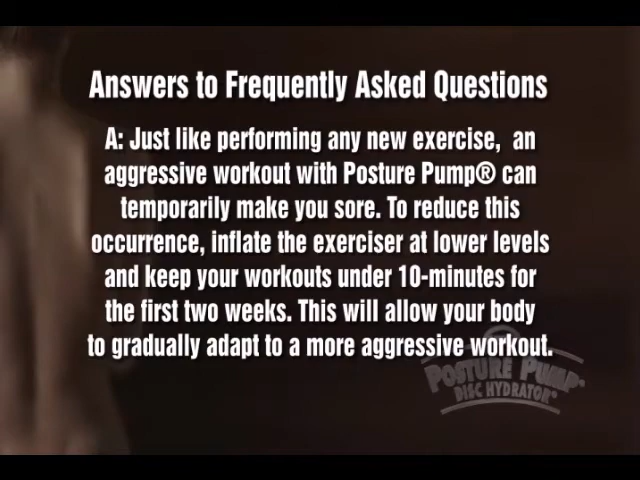 Answers to Frequently Asked Questions
A: Just like performing any new exercise, an
aggressive workout with Posture Pump® can
temporarily make you sore. To reduce this
occurrence, inflate the exerciser at lower levels
and keep your workouts under 10-minutes for
the first two weeks. This will allow your body
to gradually adapt to a more aggressive workout.
POSTURE PUMP®
DISC HYDRATOR®